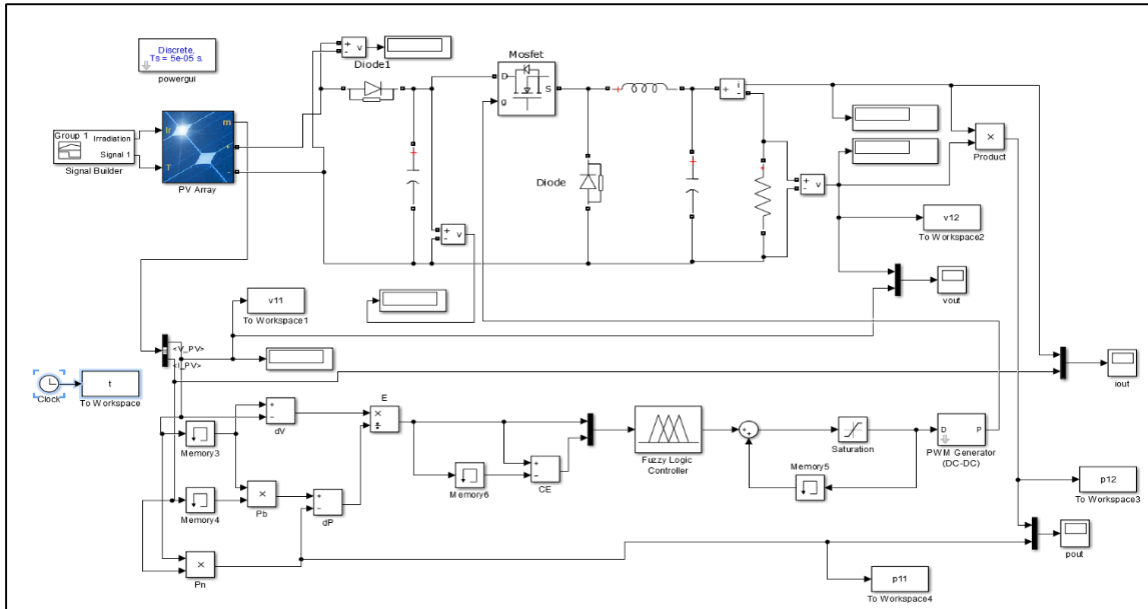 Discrete,
Ts = 5e-05 s.
powergui
Group 1
Irradiation
Signal 1
Signal Builder
Ir
T
m
+
-
PV Array
+
-
v
Diode1
Mosfet
D
g
S
Diode
+
-
v
+
i
-
+
-
v
×
Product
v12
To Workspace2
vout
v11
To Workspace1
<V_PV>
<I_PV>
Clock
t
To Workspace
iout
Memory3
+
-
dV
E
×
÷
Memory4
×
Pb
+
-
dP
Memory6
+
-
CE
Fuzzy Logic
Controller
+
+
Saturation
Memory5
D
P
PWM Generator
(DC-DC)
p12
To Workspace3
pout
×
Pn
p11
To Workspace4